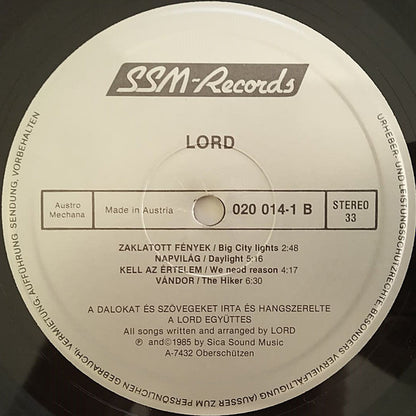 SSM-Records
LORD
Austro Mechana
Made in Austria
020 014-1 B
STEREO 33
ZAKLATOTT FÉNYEK / Big City lights 2:48
NAPVILÁG / Daylight 5:16
KELL AZ ÉRTELEM / We need reason 4:17
VÁNDOR / The Hiker 6:30
A DALOKAT ÉS SZÖVEGEKET IRTA ÉS HANGSZERELTE
A LORD EGYÜTTES
All songs written and arranged by LORD
℗ and©1985 by Sica Sound Music
A-7432 Oberschützen
URHEBER- UND LEISTUNGSSCHUTZRECHTE, BESONDERS VERVIELFÄLTIGUNG (AUSSER ZUM PERSÖNLICHEN GEBRAUCH), VERMIETUNG, AUFFÜHRUNG, SENDUNG, VORBEHALTEN